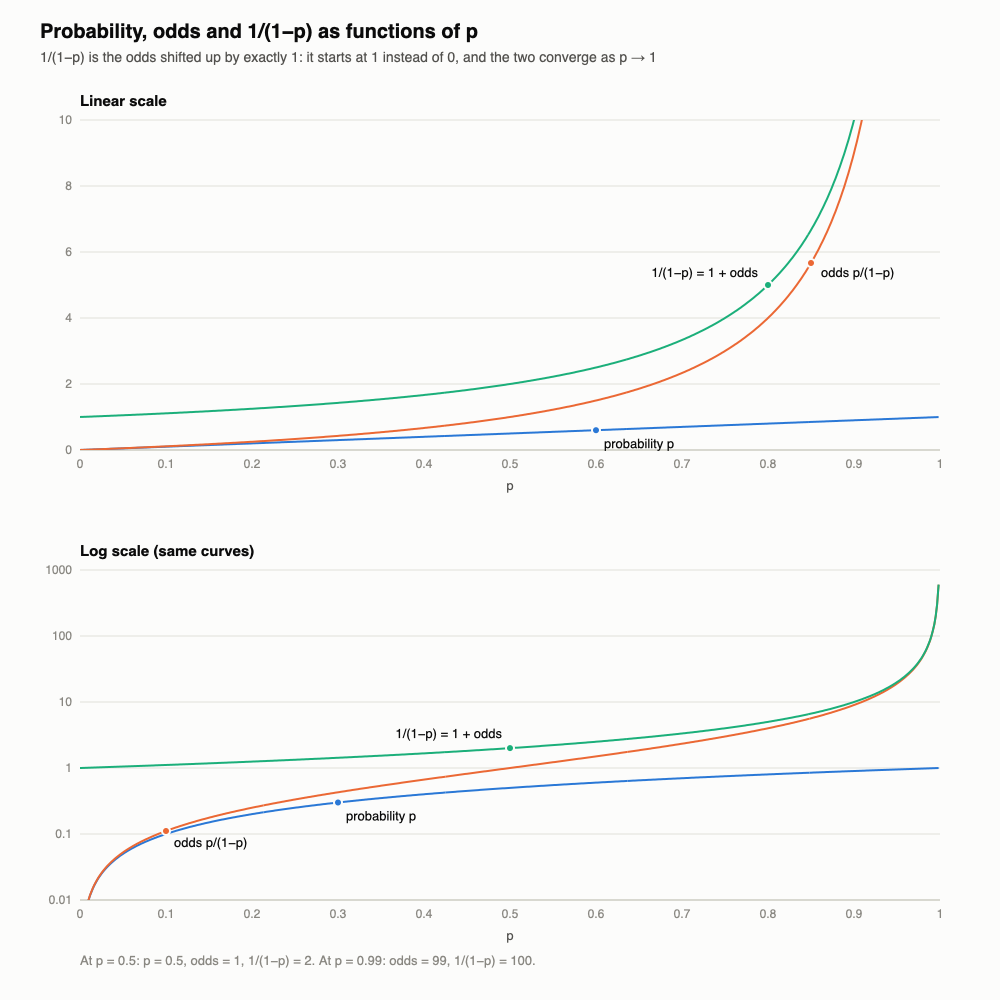 Probability, odds and 1/(1−p) as functions of p
1/(1−p) is the odds shifted up by exactly 1: it starts at 1 instead of 0, and the two converge as p → 1
Linear scale
10
8
6
4
2
0
1/(1−p) = 1 + odds
odds p/(1−p)
probability p
0 0.1 0.2 0.3 0.4 0.5 0.6 0.7 0.8 0.9 1
p
Log scale (same curves)
1000
100
10
1
0.1
0.01
1/(1−p) = 1 + odds
probability p
odds p/(1−p)
0 0.1 0.2 0.3 0.4 0.5 0.6 0.7 0.8 0.9 1
p
At p = 0.5: p = 0.5, odds = 1, 1/(1−p) = 2. At p = 0.99: odds = 99, 1/(1−p) = 100.